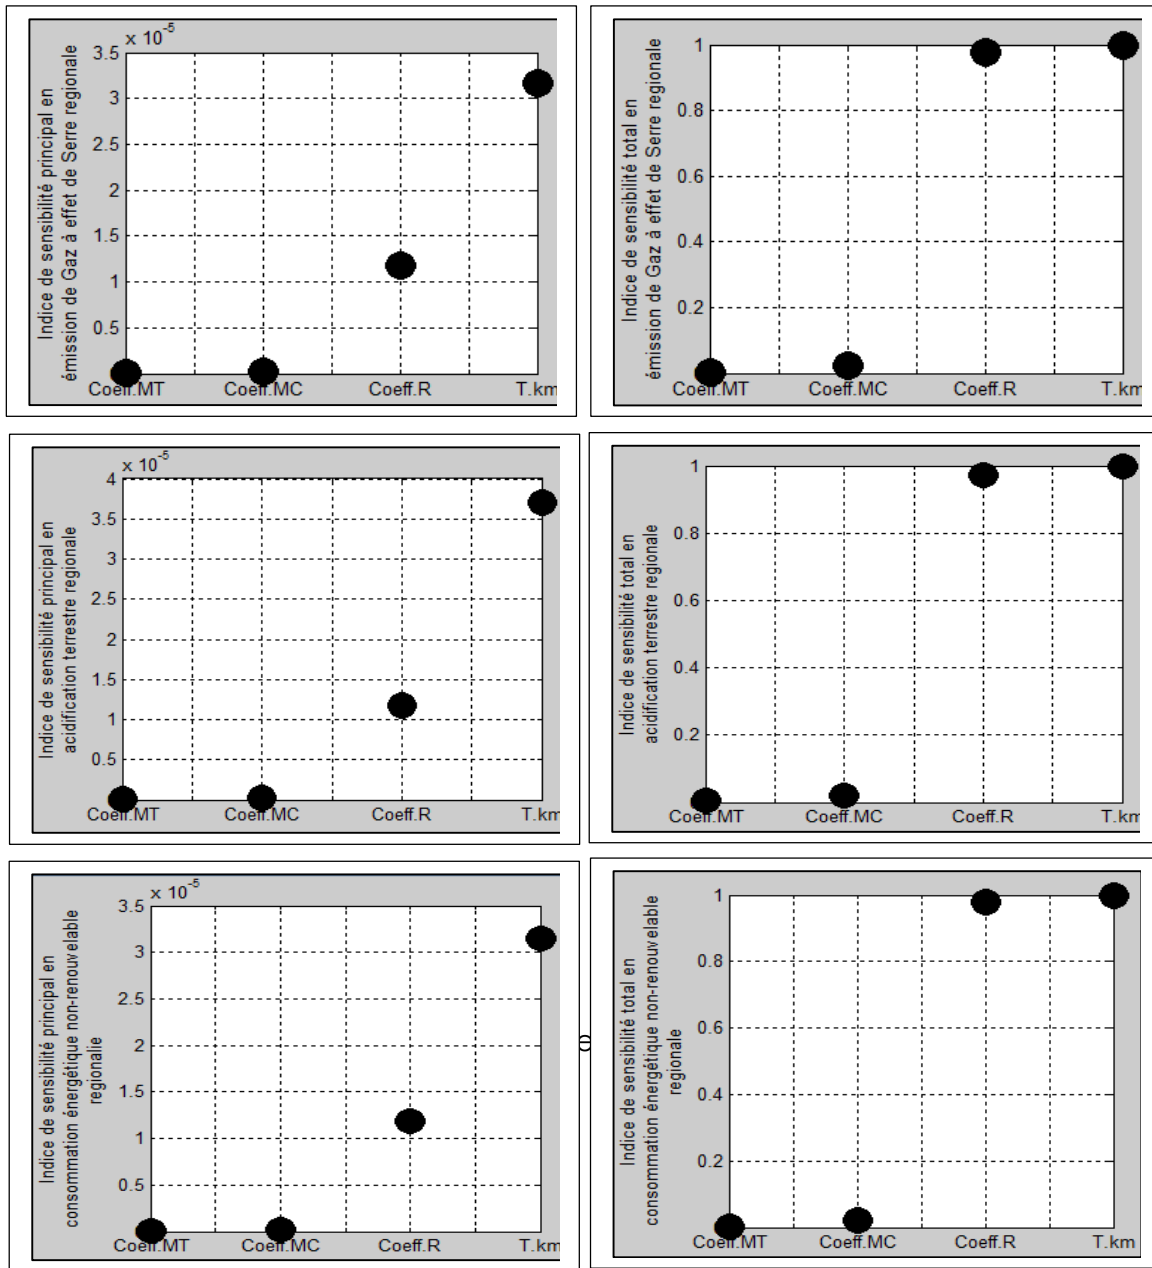 x 10-5
3.5
3
2.5
2
1.5
1
0.5
Coeff.MT Coeff.MC Coeff.R T.km
Indice de sensibilité principal en
émission de Gaz à effet de Serre regionale
1
0.8
0.6
0.4
0.2
Coeff.MT Coeff.MC Coeff.R T.km
Indice de sensibilité total en
émission de Gaz à effet de Serre regionale
x 10-5
4
3.5
3
2.5
2
1.5
1
0.5
Coeff.MT Coeff.MC Coeff.R T.km
Indice de sensibilité principal en
acidification terrestre regionale
1
0.8
0.6
0.4
0.2
Coeff.MT Coeff.MC Coeff.R T.km
Indice de sensibilité total en
acidification terrestre regionale
x 10-5
3.5
3
2.5
2
1.5
1
0.5
Coeff.MT Coeff.MC Coeff.R T.km
Indice de sensibilité principal en
consommation énergétique non-renouvelable
regionalie
1
0.8
0.6
0.4
0.2
Coeff.MT Coeff.MC Coeff.R T.km
Indice de sensibilité total en
consommation énergétique non-renouvelable
regionale